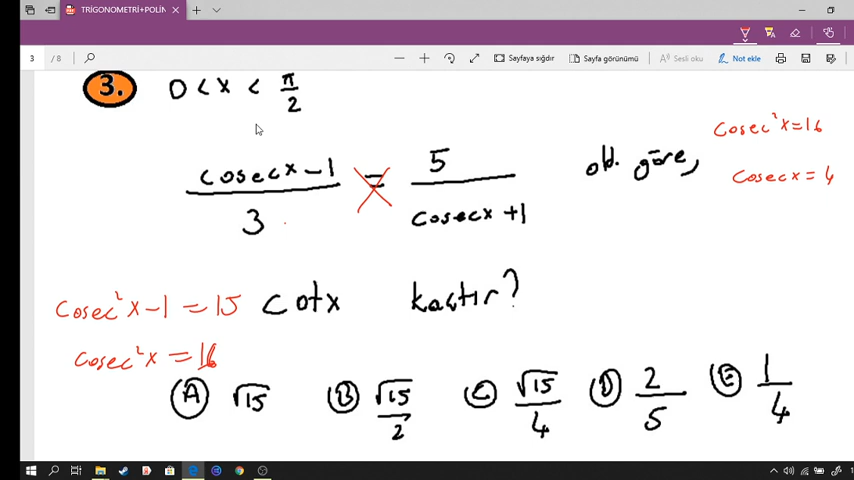 TRİGONOMETRİ+POLİN
3 / 8
Sayfaya sığdır
Sayfa görünümü
Sesli oku
Not ekle
3. 0 < x < π/2
cosec²x = 16
(cosecx - 1)/3 = 5/(cosecx + 1) old. göre,
cosecx = 4
cosec²x - 1 = 15
cotx kaçtır?
cosec²x = 16
A √15 B √15/2 C √15/4 D 2/5 E 1/4